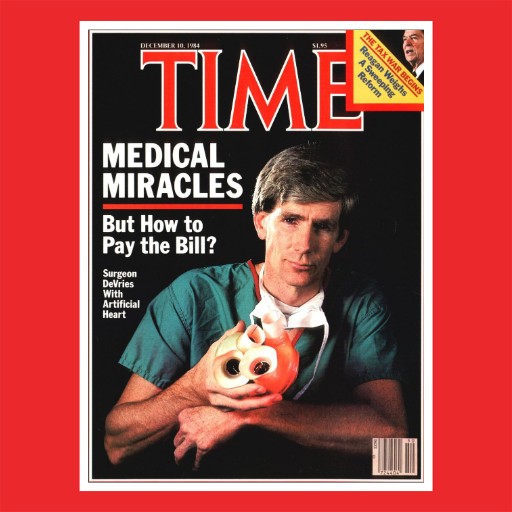 DECEMBER 10, 1984 $1.95
TIME
THE TAX WAR BEGINS
Reagan Weighs
A Sweeping
Reform
MEDICAL
MIRACLES
But How to
Pay the Bill?
Surgeon
DeVries
With
Artificial
Heart